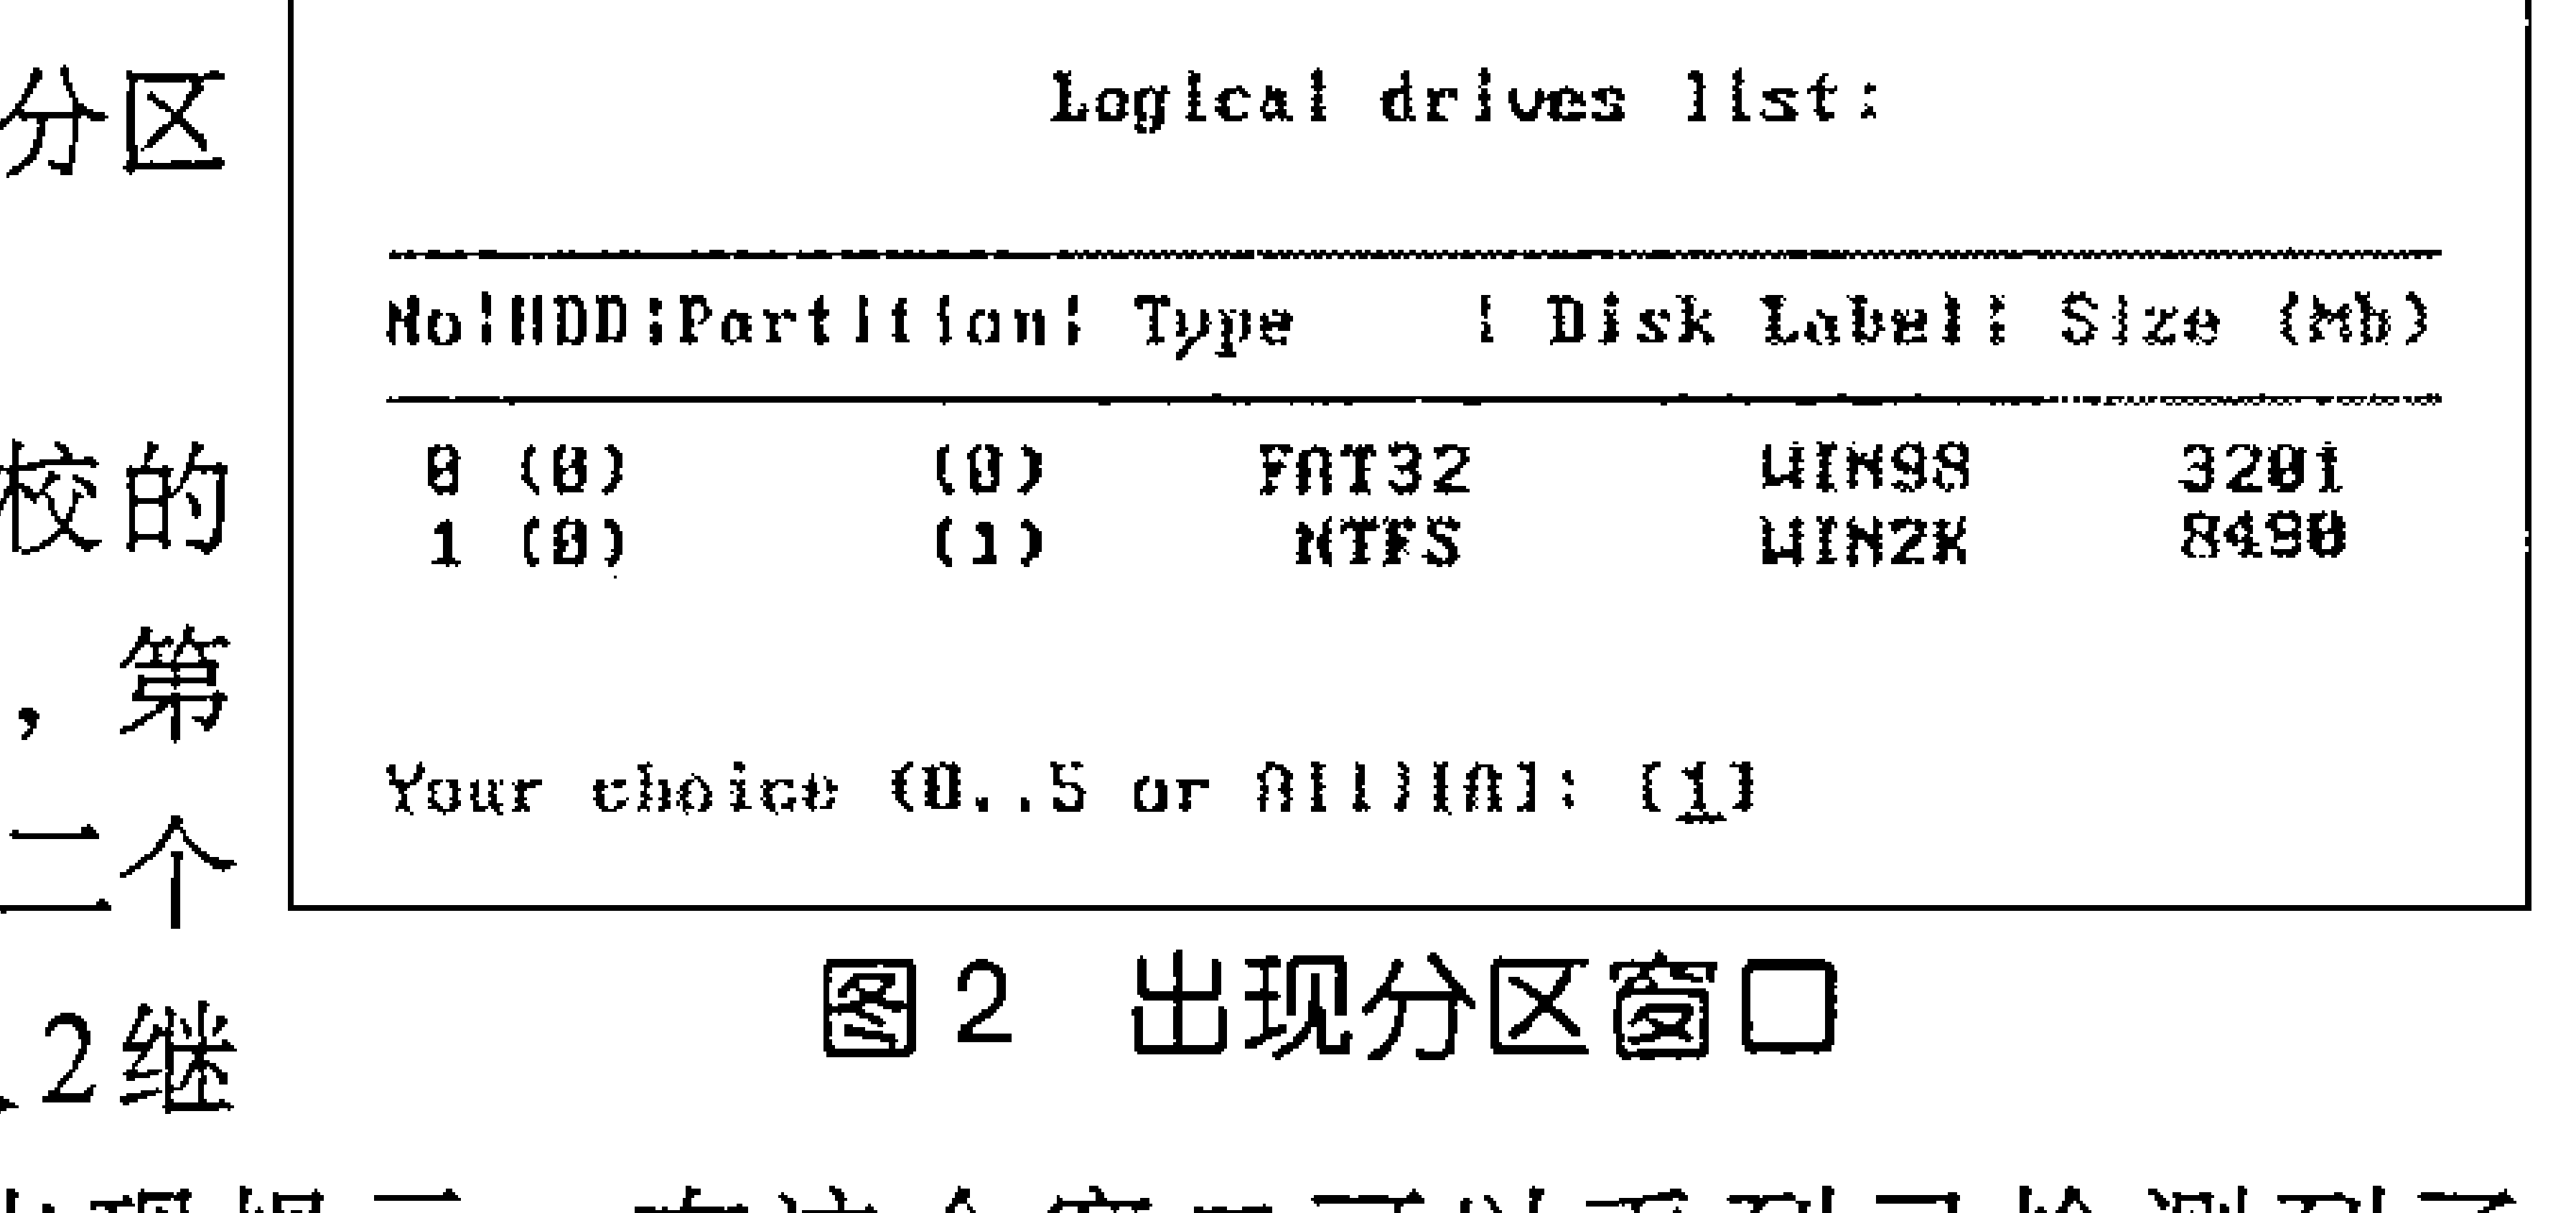 分区
校的
，第
二个
2继
Logical drives list:
No|HDD|Partition| Type | Disk Label| Size (Mb)
0 (0) (0) FAT32 WIN98 3201
1 (0) (1) NTFS WIN2K 8490
Your choice (0..5 or All)[A]: [1]
图2 出现分区窗口